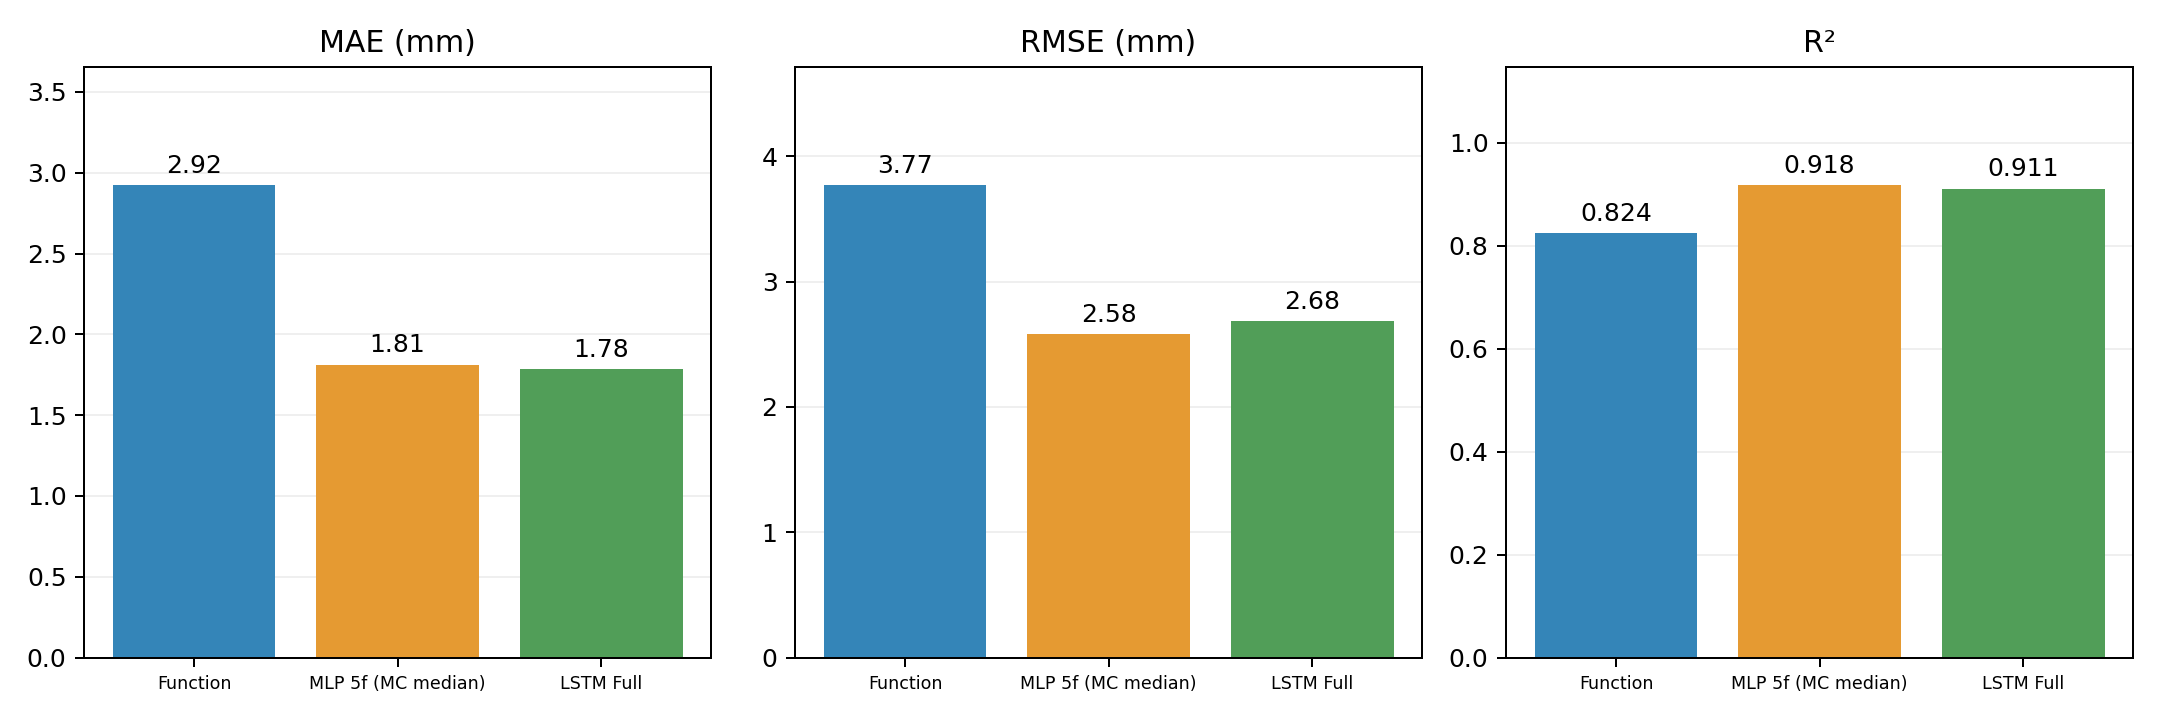 MAE (mm)
3.5
3.0
2.5
2.0
1.5
1.0
0.5
0.0
2.92
1.81
1.78
Function
MLP 5f (MC median)
LSTM Full
RMSE (mm)
4
3
2
1
0
3.77
2.58
2.68
Function
MLP 5f (MC median)
LSTM Full
R²
1.0
0.8
0.6
0.4
0.2
0.0
0.824
0.918
0.911
Function
MLP 5f (MC median)
LSTM Full